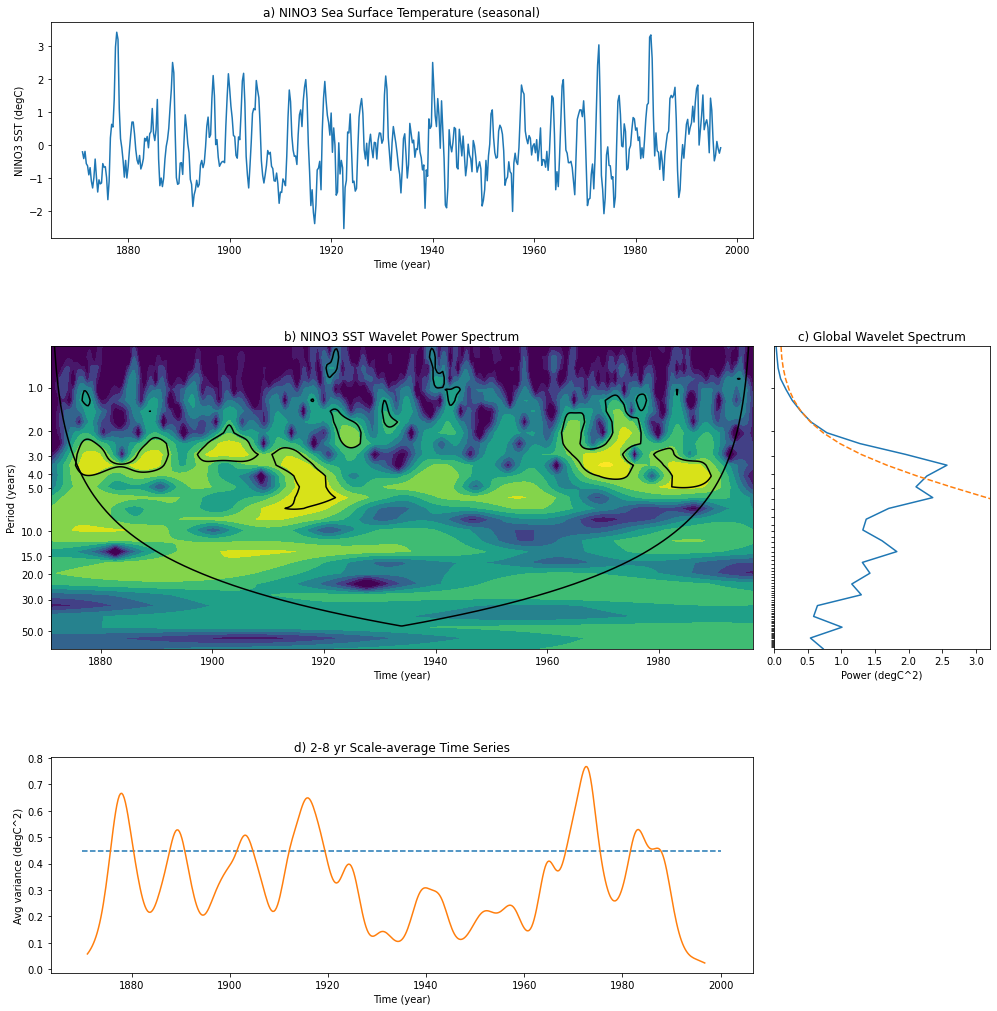 a) NINO3 Sea Surface Temperature (seasonal)
NINO3 SST (degC)
3
2
1
0
−1
−2
1880 1900 1920 1940 1960 1980 2000
Time (year)
b) NINO3 SST Wavelet Power Spectrum
Period (years)
1.0
2.0
3.0
4.0
5.0
10.0
15.0
20.0
30.0
50.0
1880 1900 1920 1940 1960 1980
Time (year)
c) Global Wavelet Spectrum
0.0 0.5 1.0 1.5 2.0 2.5 3.0
Power (degC^2)
d) 2-8 yr Scale-average Time Series
Avg variance (degC^2)
0.8
0.7
0.6
0.5
0.4
0.3
0.2
0.1
0.0
1880 1900 1920 1940 1960 1980 2000
Time (year)